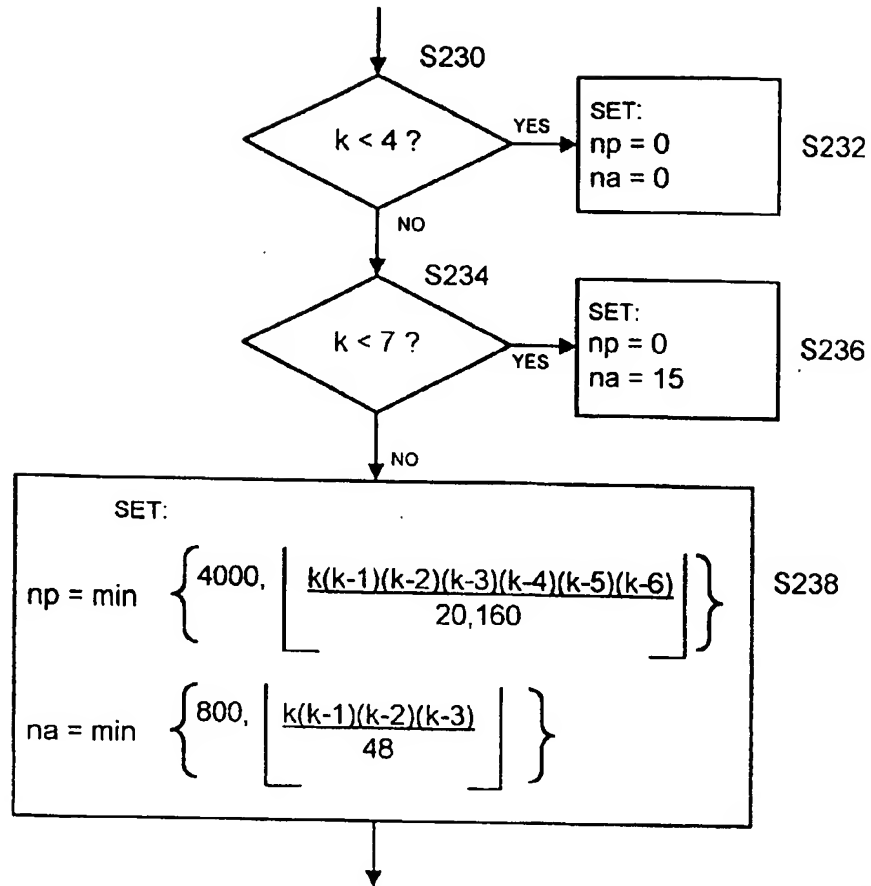 S230
k < 4 ?
YES
SET:
np = 0
na = 0
S232
NO
S234
k < 7 ?
YES
SET:
np = 0
na = 15
S236
NO
SET:
np = min { 4000, ⌊ k(k-1)(k-2)(k-3)(k-4)(k-5)(k-6)
20,160 ⌋ }
S238
na = min { 800, ⌊ k(k-1)(k-2)(k-3)
48 ⌋ }